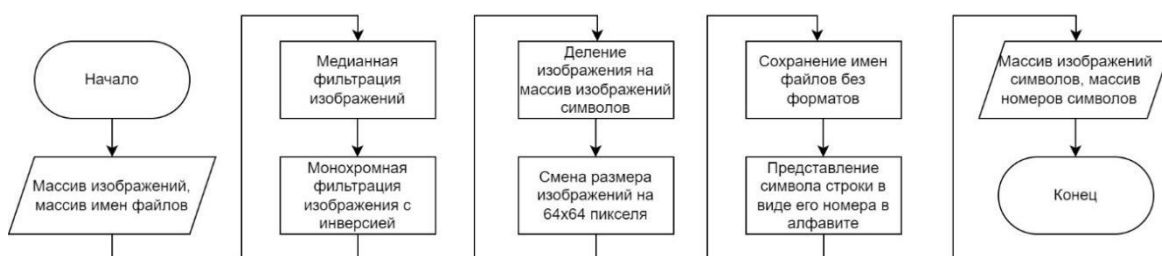 Начало
Массив изображений,
массив имен файлов
Медианная
фильтрация
изображений
Монохромная
фильтрация
изображения с
инверсией
Деление
изображения на
массив изображений
символов
Смена размера
изображений на
64х64 пикселя
Сохранение имен
файлов без
форматов
Представление
символа строки в
виде его номера в
алфавите
Массив изображений
символов, массив
номеров символов
Конец